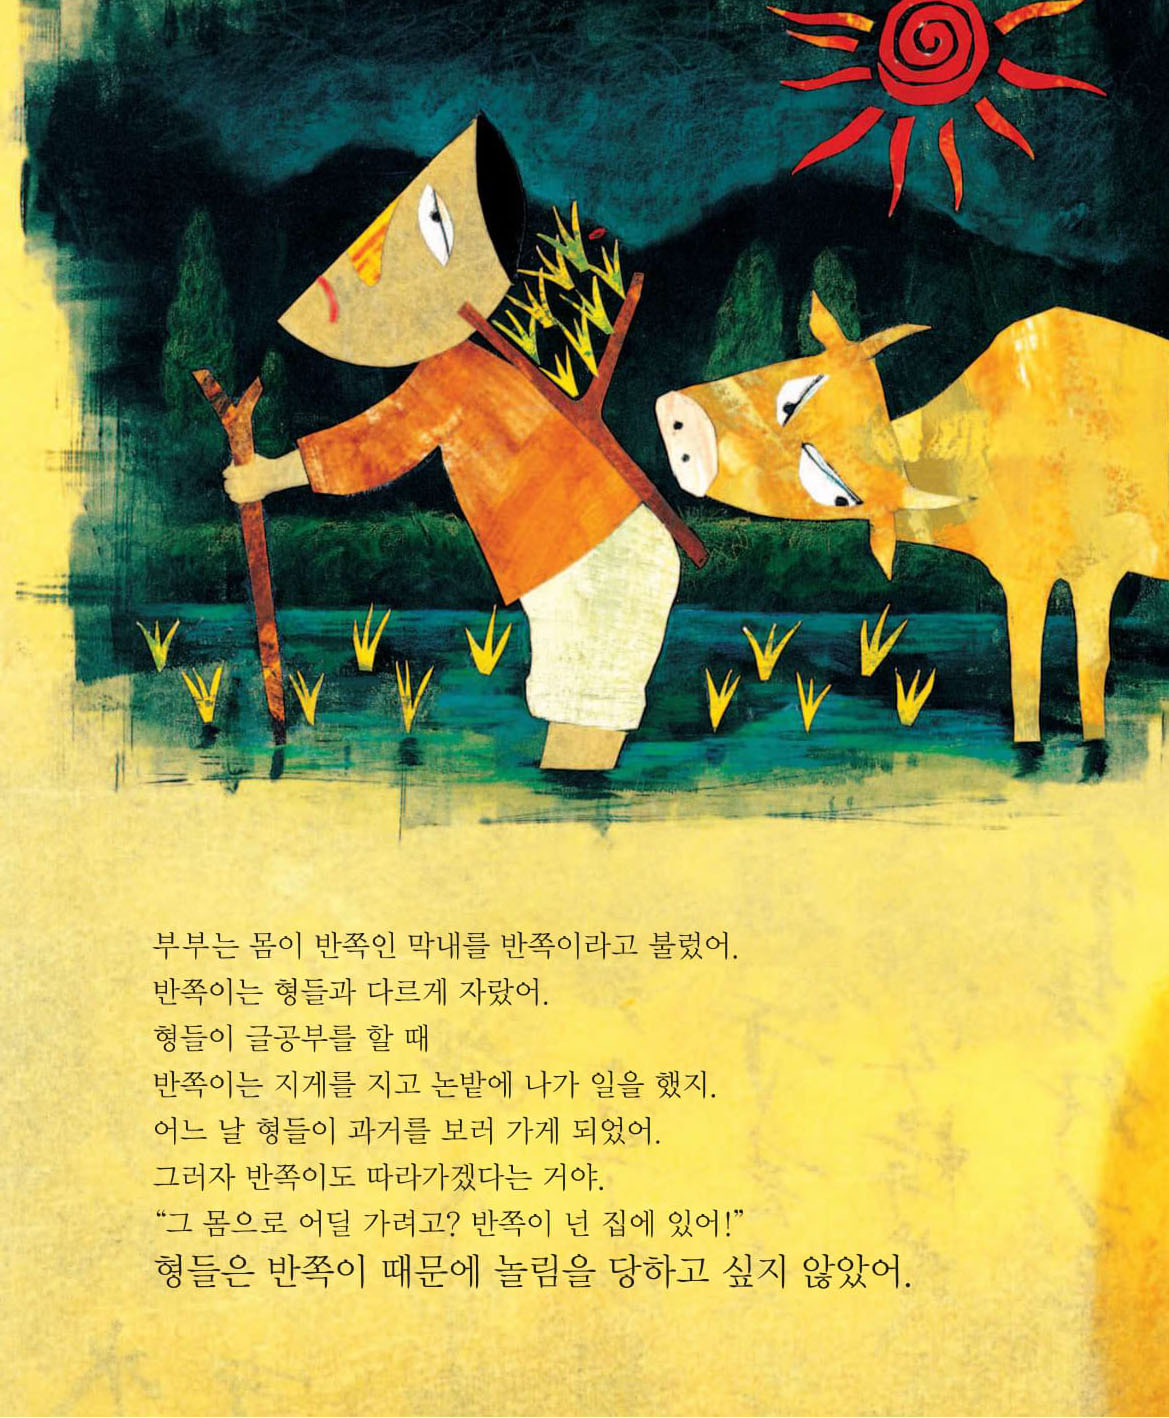 부부는 몸이 반쪽인 막내를 반쪽이라고 불렀어.
반쪽이는 형들과 다르게 자랐어.
형들이 글공부를 할 때
반쪽이는 지게를 지고 논밭에 나가 일을 했지.
어느 날 형들이 과거를 보러 가게 되었어.
그러자 반쪽이도 따라가겠다는 거야.
“그 몸으로 어딜 가려고? 반쪽이 넌 집에 있어!”
형들은 반쪽이 때문에 놀림을 당하고 싶지 않았어.